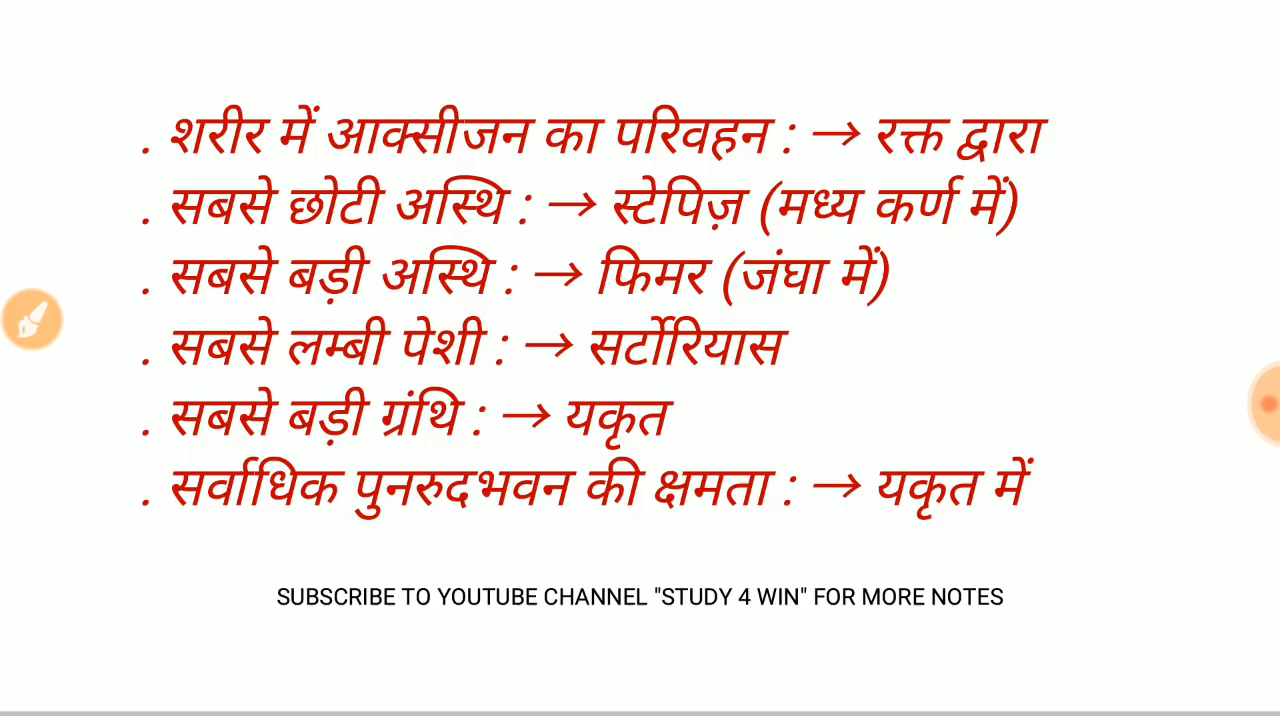 . शरीर में आक्सीजन का परिवहन : → रक्त द्वारा
. सबसे छोटी अस्थि : → स्टेपिज़ (मध्य कर्ण में)
. सबसे बड़ी अस्थि : → फिमर (जंघा में)
. सबसे लम्बी पेशी : → सर्टोरियास
. सबसे बड़ी ग्रंथि : → यकृत
. सर्वाधिक पुनरुदभवन की क्षमता : → यकृत में
SUBSCRIBE TO YOUTUBE CHANNEL "STUDY 4 WIN" FOR MORE NOTES